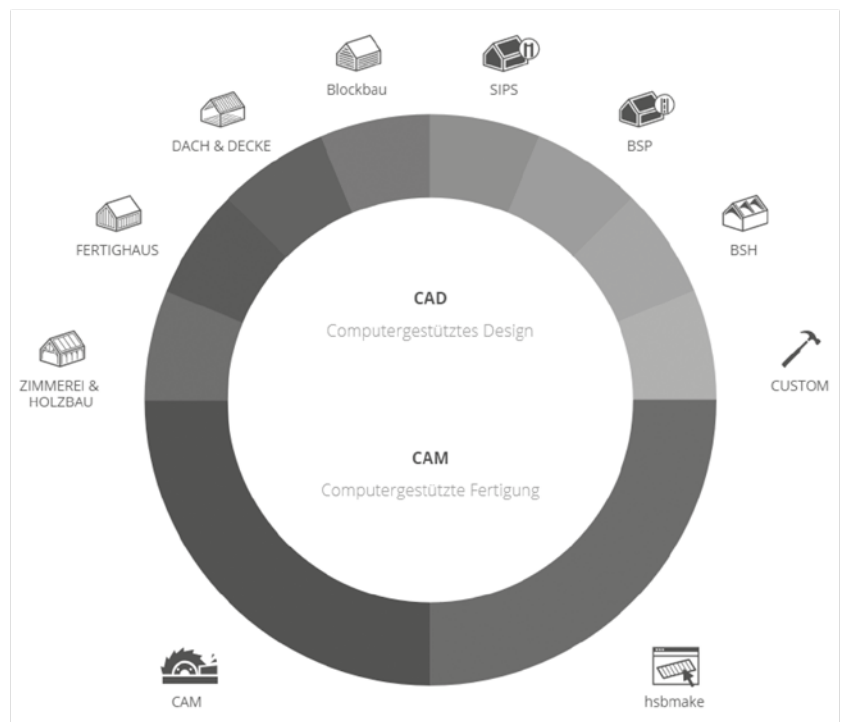 Blockbau
SIPS
DACH & DECKE
BSP
FERTIGHAUS
BSH
CAD
Computergestütztes Design
ZIMMEREI &
HOLZBAU
CUSTOM
CAM
Computergestützte Fertigung
CAM
hsbmake